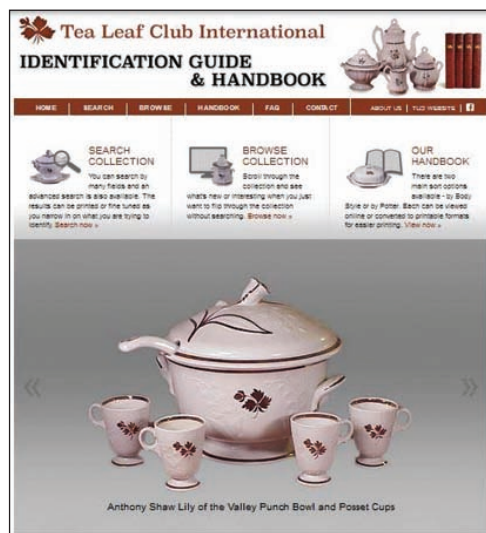 Tea Leaf Club International
IDENTIFICATION GUIDE
& HANDBOOK
HOME | SEARCH | BROWSE | HANDBOOK | FAQ | CONTACT ABOUT US | TLCI WEBSITE |
SEARCH
COLLECTION
You can search by
many fields and an
advanced search is also available. The
results can be printed or fine tuned as
you narrow in on what you are trying to
identify. Search now »
BROWSE
COLLECTION
Scroll through the
collection and see
what's new or interesting when you just
want to flip through the collection
without searching. Browse now »
OUR
HANDBOOK
There are two
main sort options
available - by Body
Style or by Potter. Each can be viewed
online or converted to printable formats
for easier printing. View now »
Anthony Shaw Lily of the Valley Punch Bowl and Posset Cups